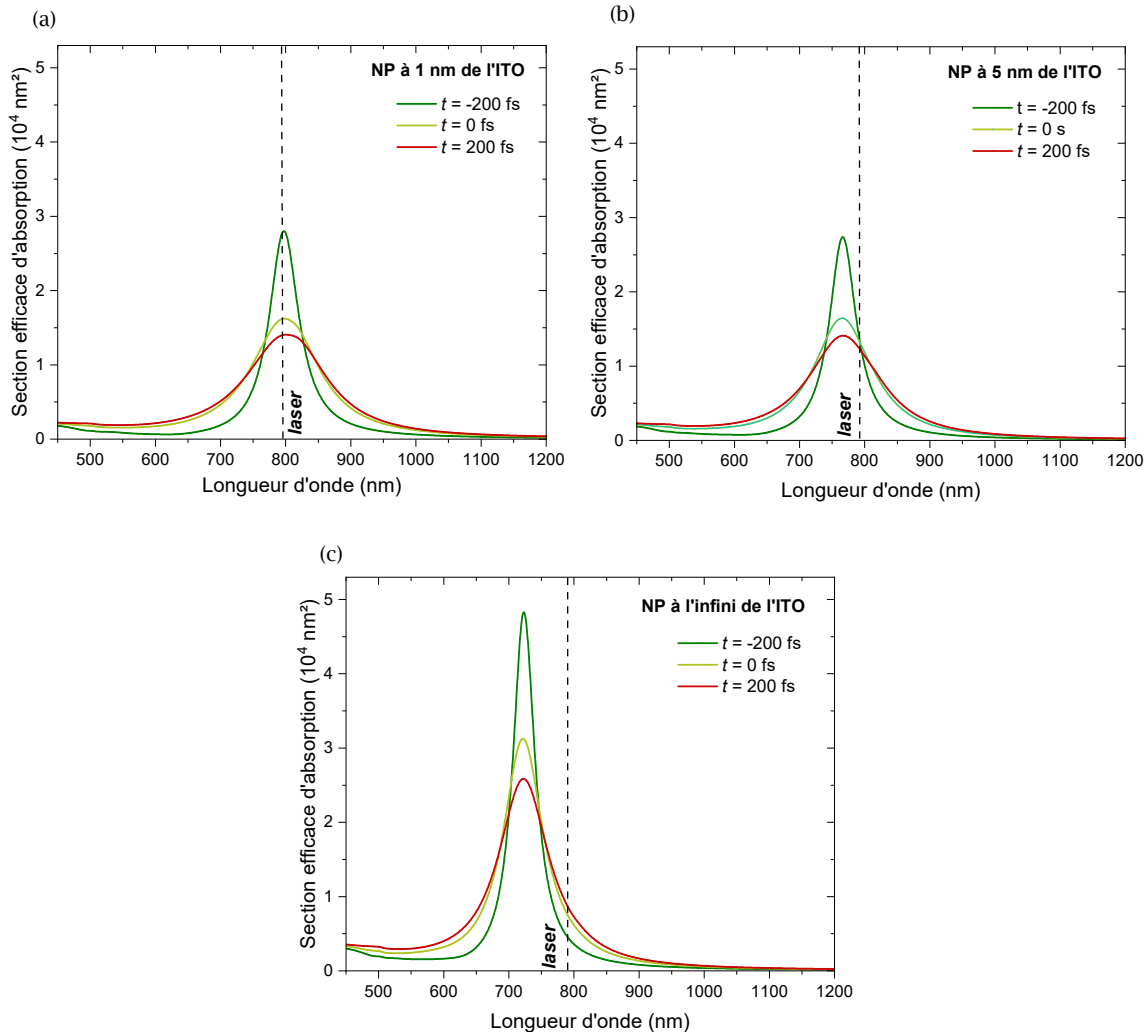 (a)
Section efficace d'absorption (10⁴ nm²)
5
4
3
2
1
0
NP à 1 nm de l'ITO
t = -200 fs
t = 0 fs
t = 200 fs
laser
500 600 700 800 900 1000 1100 1200
Longueur d'onde (nm)
(b)
Section efficace d'absorption (10⁴ nm²)
5
4
3
2
1
0
NP à 5 nm de l'ITO
t = -200 fs
t = 0 s
t = 200 fs
laser
500 600 700 800 900 1000 1100 1200
Longueur d'onde (nm)
(c)
Section efficace d'absorption (10⁴ nm²)
5
4
3
2
1
0
NP à l'infini de l'ITO
t = -200 fs
t = 0 fs
t = 200 fs
laser
500 600 700 800 900 1000 1100 1200
Longueur d'onde (nm)